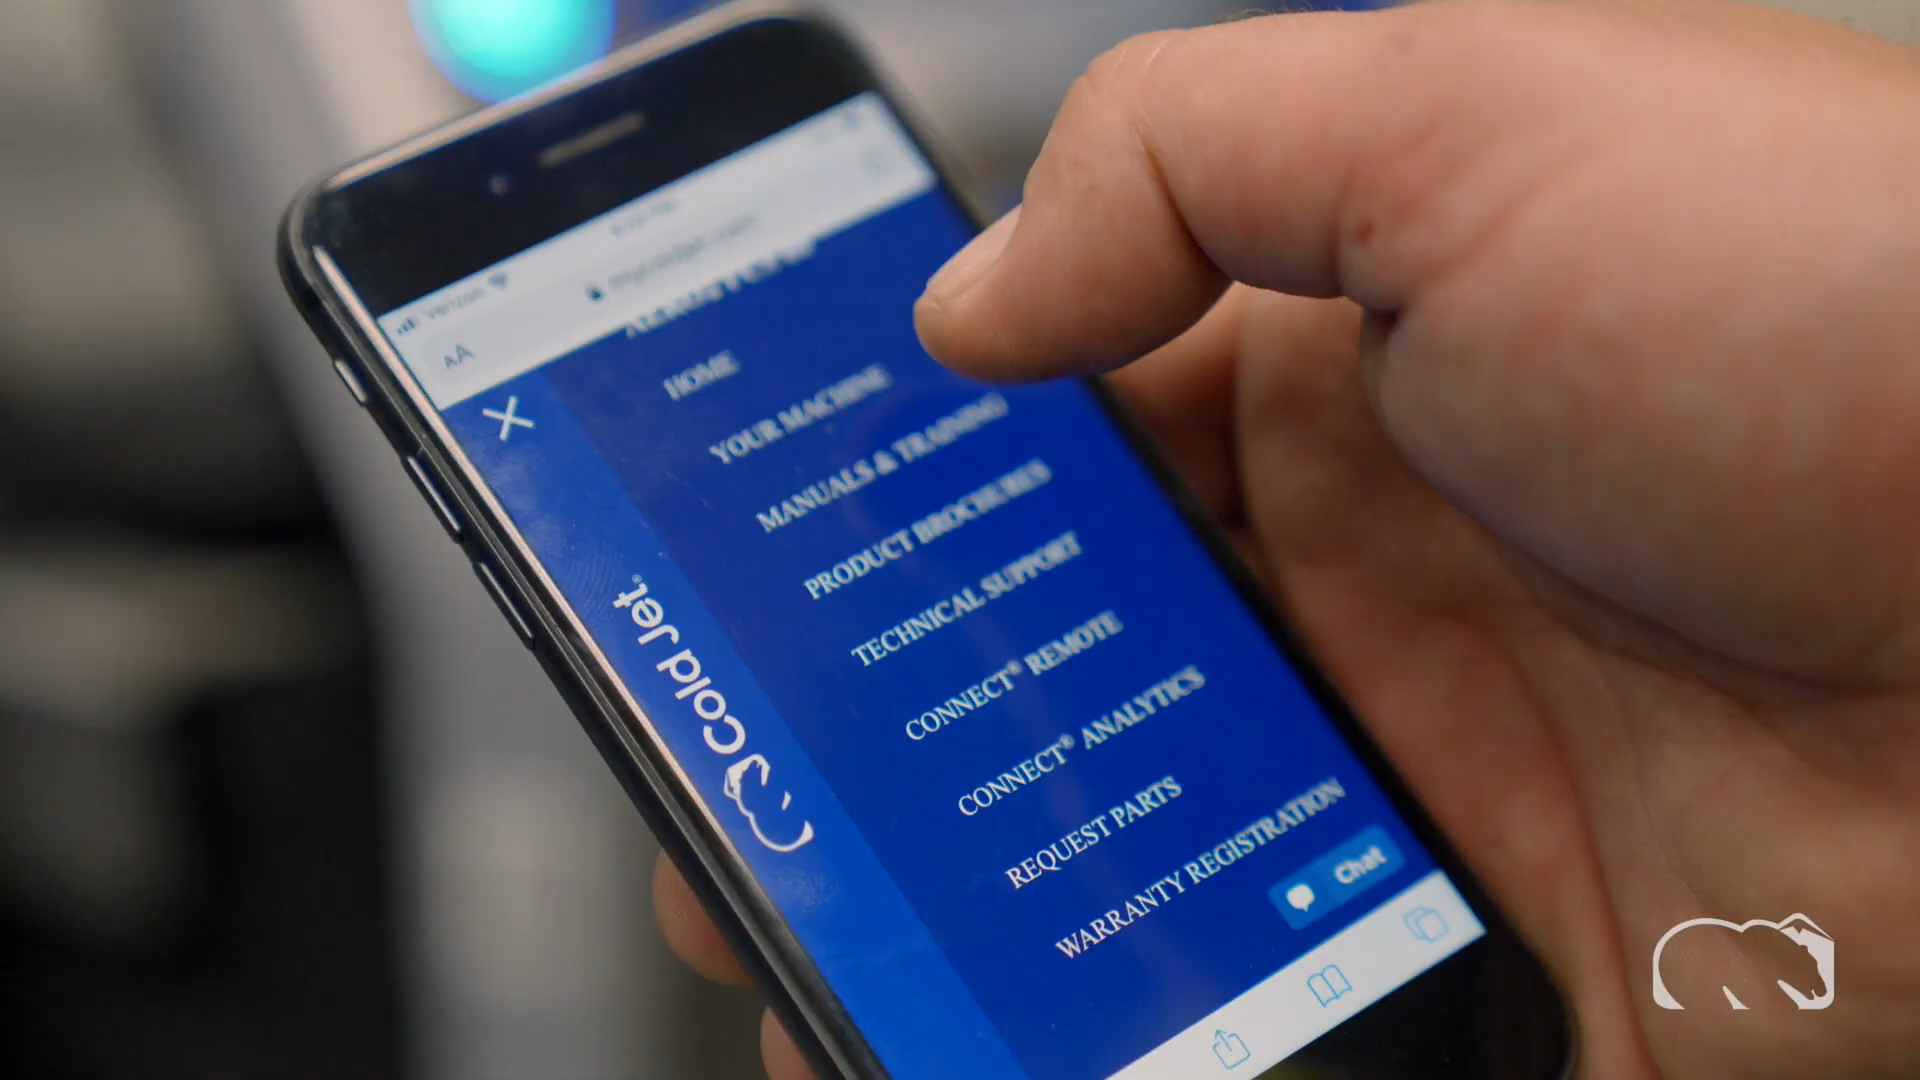 verizon
AA
HOME
YOUR MACHINE
MANUALS & TRAINING
PRODUCT BROCHURES
TECHNICAL SUPPORT
CONNECT® REMOTE
CONNECT® ANALYTICS
REQUEST PARTS
WARRANTY REGISTRATION
Cold Jet®
Chat